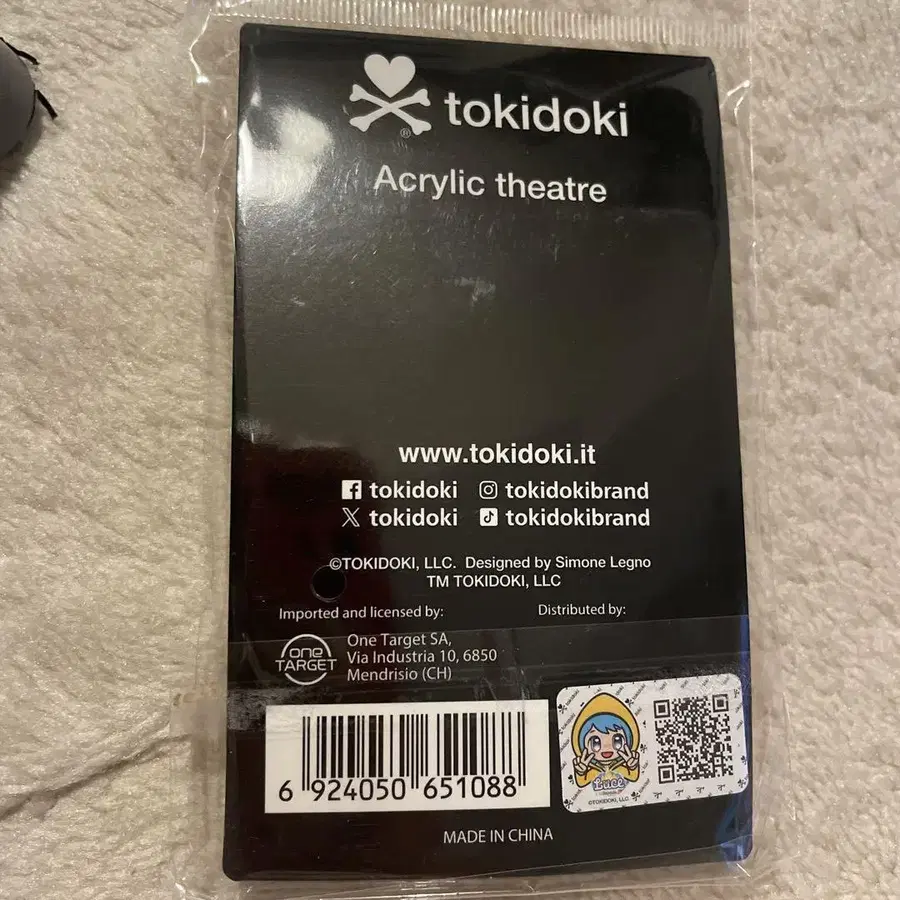 ® tokidoki
Acrylic theatre
www.tokidoki.it
tokidoki tokidokibrand
tokidoki tokidokibrand
©TOKIDOKI, LLC. Designed by Simone Legno
TM TOKIDOKI, LLC
Imported and licensed by: Distributed by:
one
TARGET
One Target SA,
Via Industria 10, 6850
Mendrisio (CH)
Luce
©TOKIDOKI, LLC
6 924050 651088
MADE IN CHINA